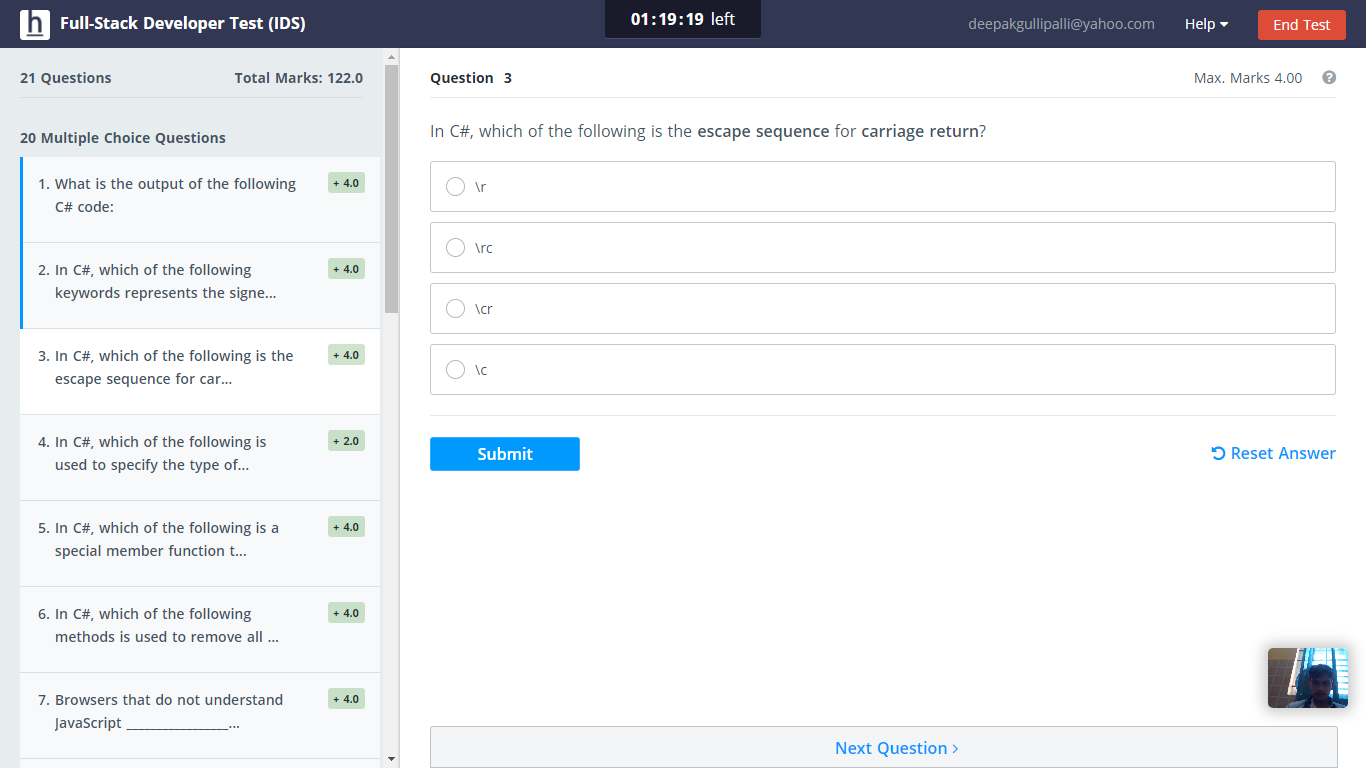 h Full-Stack Developer Test (IDS)
01:19:19 left
deepakgullipalli@yahoo.com
Help
End Test
21 Questions Total Marks: 122.0
20 Multiple Choice Questions
1. What is the output of the following + 4.0
C# code:
2. In C#, which of the following + 4.0
keywords represents the signe...
3. In C#, which of the following is the + 4.0
escape sequence for car...
4. In C#, which of the following is + 2.0
used to specify the type of...
5. In C#, which of the following is a + 4.0
special member function t...
6. In C#, which of the following + 4.0
methods is used to remove all ...
7. Browsers that do not understand + 4.0
JavaScript _________________...
Question 3 Max. Marks 4.00 ?
In C#, which of the following is the escape sequence for carriage return?
\r
\rc
\cr
\c
Submit
Reset Answer
Next Question ›